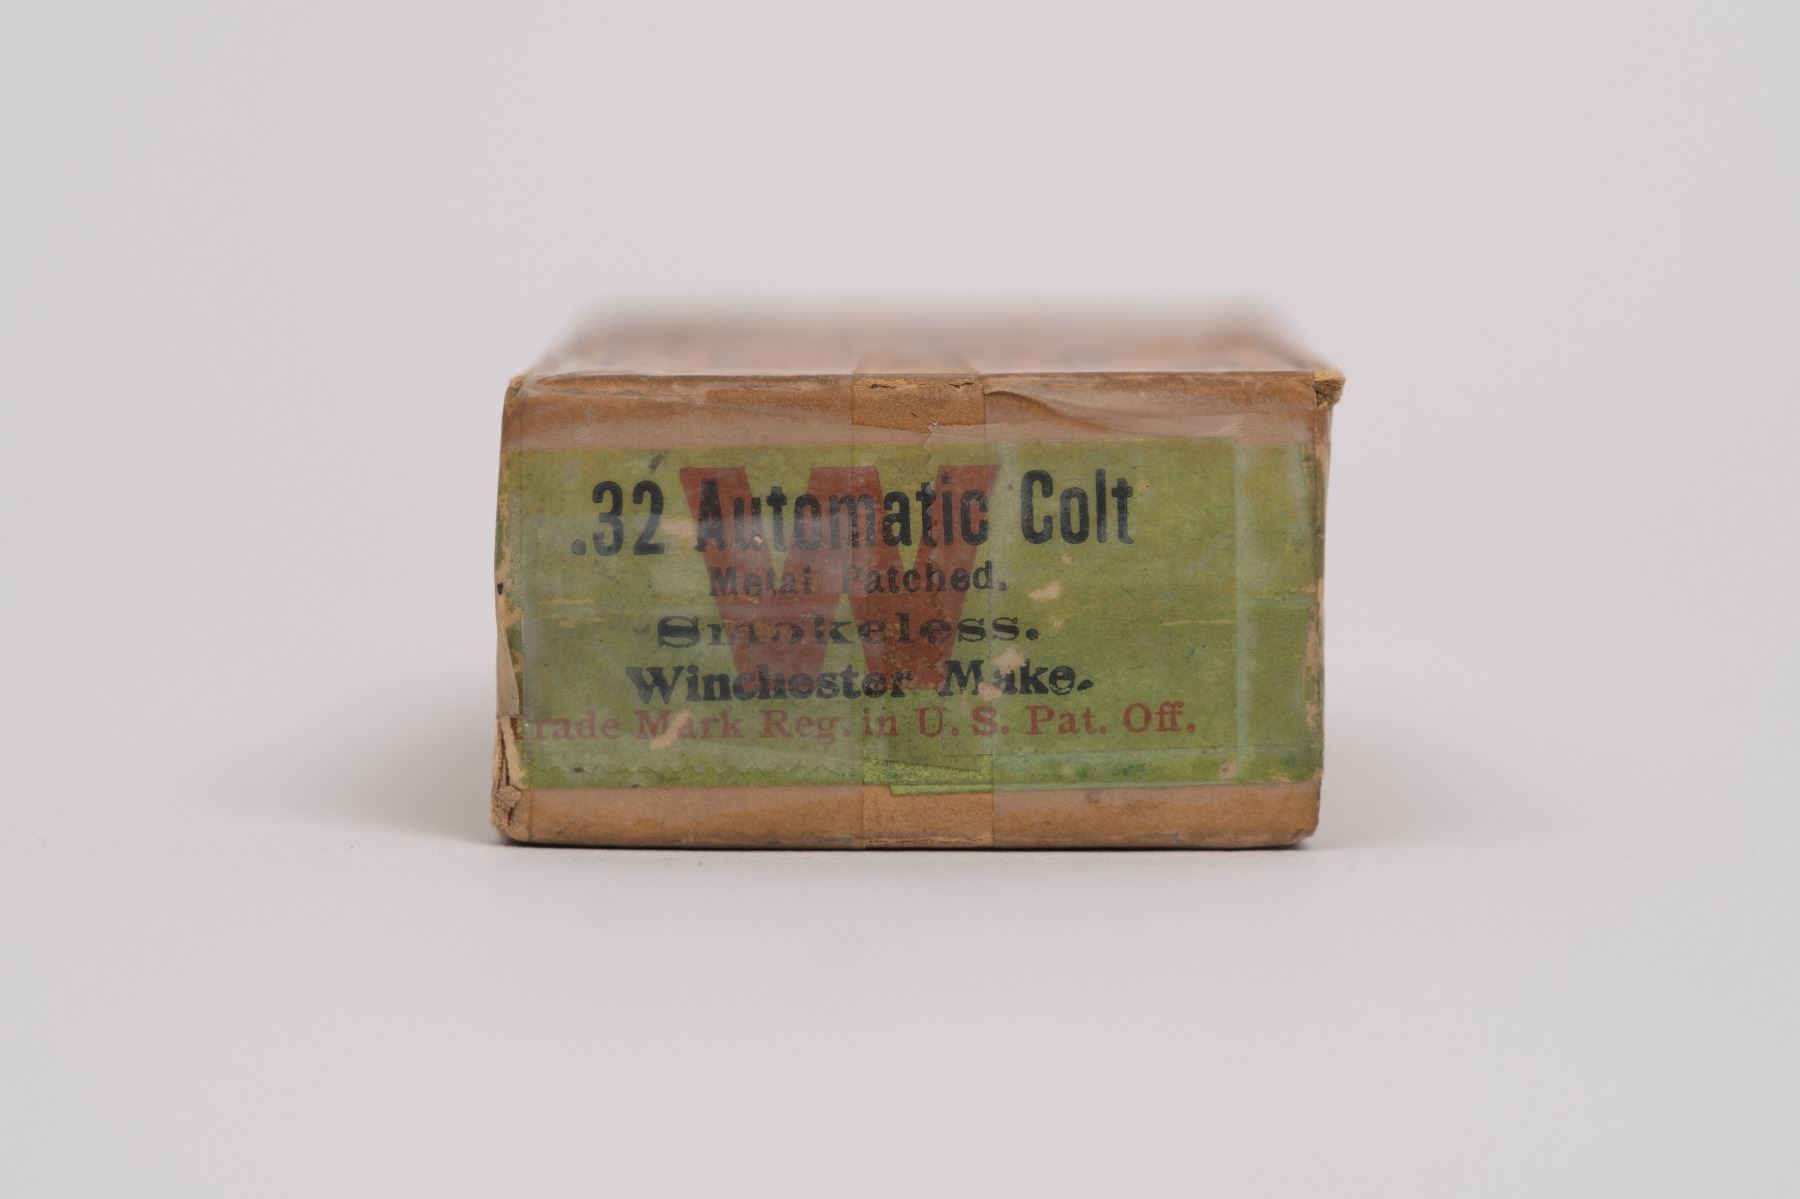 W
.32 Automatic Colt
Metal Patched.
Smokeless.
Winchester Make.
Trade Mark Reg. in U. S. Pat. Off.